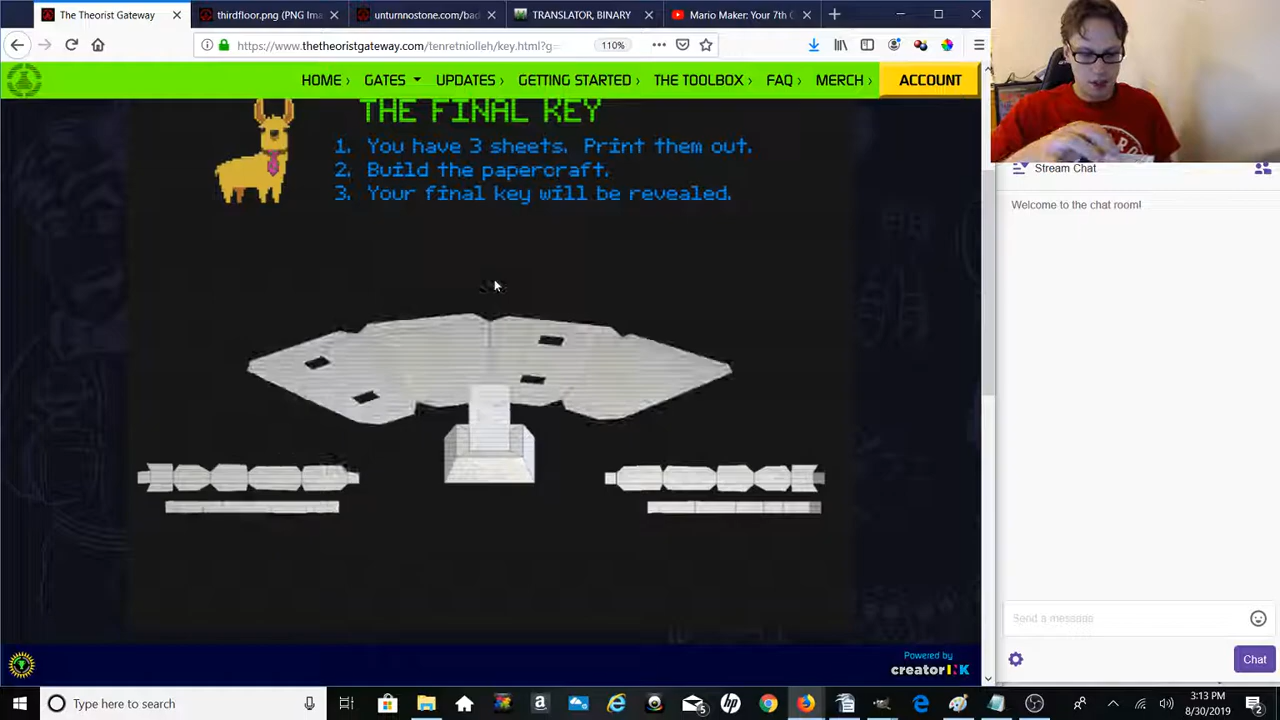 The Theorist Gateway
thirdfloor.png (PNG Ima
unturnnostone.com/bad
TRANSLATOR, BINARY
Mario Maker: Your 7th G
https://www.thetheoristgateway.com/tenretniolleh/key.html?g=
110%
HOME
GATES
UPDATES
GETTING STARTED
THE TOOLBOX
FAQ
MERCH
ACCOUNT
THE FINAL KEY
1. You have 3 sheets. Print them out.
2. Build the papercraft.
3. Your final key will be revealed.
Stream Chat
Welcome to the chat room!
Send a message
Chat
Powered by
creatorINK
Type here to search
3:13 PM
8/30/2019